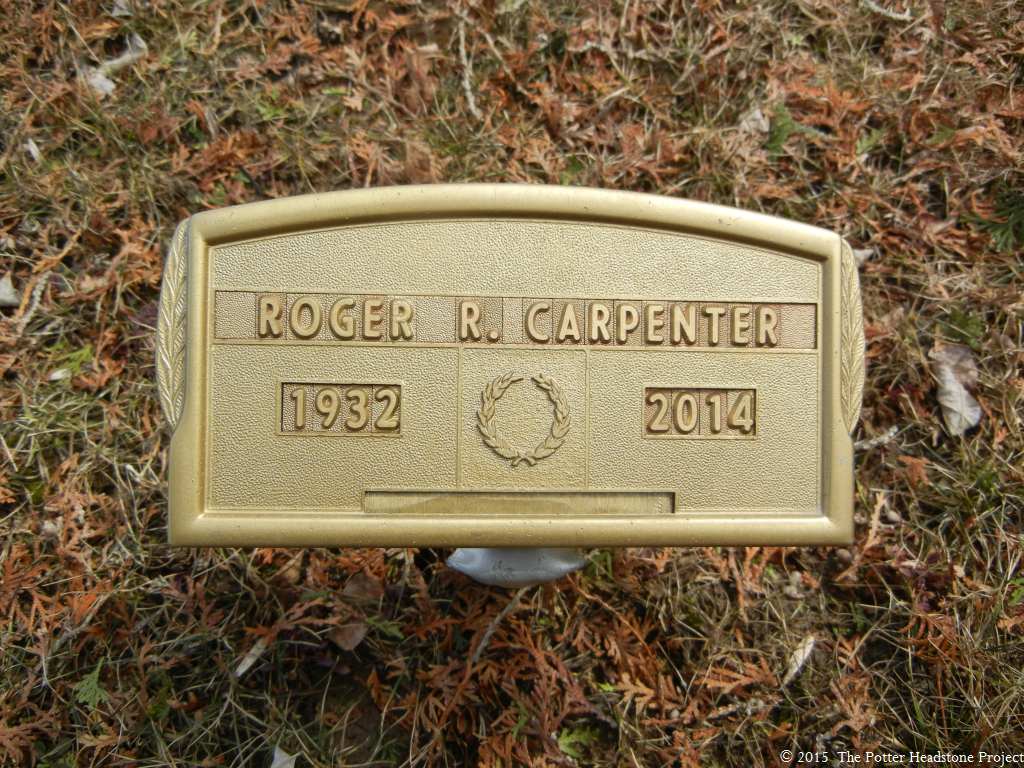 ROGER R. CARPENTER
1932 2014
© 2015 The Potter Headstone Project